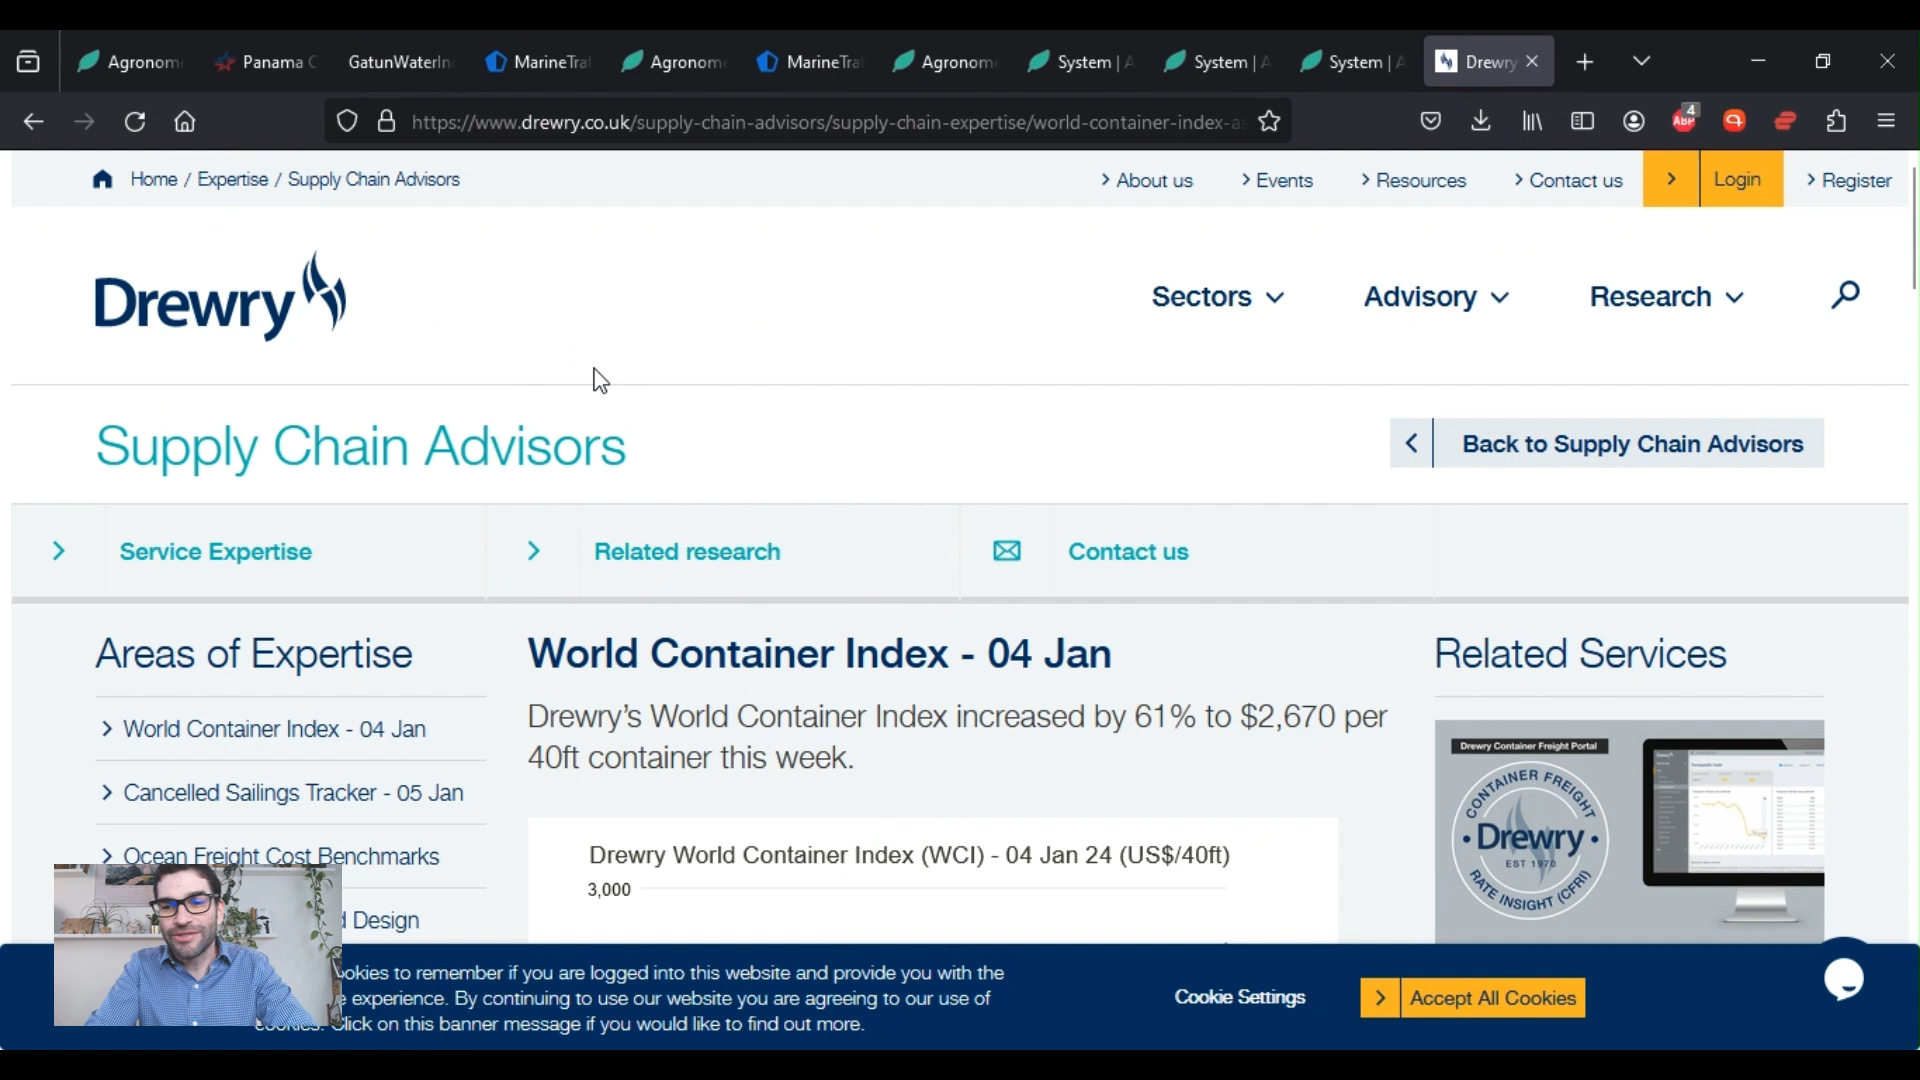 Agronom
Panama C
GatunWaterIn
MarineTraf
Agronom
MarineTra
Agronom
System | A
System | A
System | A
Drewry
https://www.drewry.co.uk/supply-chain-advisors/supply-chain-expertise/world-container-index-as
4
ABP
Home / Expertise / Supply Chain Advisors
About us
Events
Resources
Contact us
Login
Register
Drewry
Sectors
Advisory
Research
Supply Chain Advisors
Back to Supply Chain Advisors
Service Expertise
Related research
Contact us
Areas of Expertise
World Container Index - 04 Jan
Cancelled Sailings Tracker - 05 Jan
Ocean Freight Cost Benchmarks
d Design
World Container Index - 04 Jan
Drewry's World Container Index increased by 61% to $2,670 per
40ft container this week.
Drewry World Container Index (WCI) - 04 Jan 24 (US$/40ft)
3,000
Related Services
Drewry Container Freight Portal
CONTAINER FREIGHT
Drewry
EST 1970
RATE INSIGHT (CFRI)
ookies to remember if you are logged into this website and provide you with the
e experience. By continuing to use our website you are agreeing to our use of
cookies. Click on this banner message if you would like to find out more.
Cookie Settings
Accept All Cookies